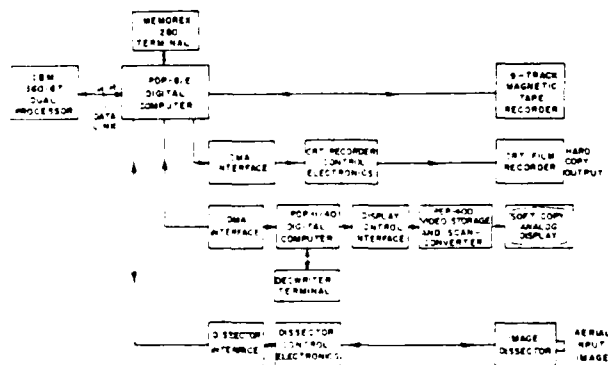 MEMOREX
1280
TERMINAL
IBM
360/67
DUAL
PROCESSOR
DATA
LINK
PDP-8/E
DIGITAL
COMPUTER
9-TRACK
MAGNETIC
TAPE
RECORDER
DMA
INTERFACE
CRT RECORDER
CONTROL
ELECTRONICS
CRT FILM
RECORDER
HARD
COPY
OUTPUT
DMA
INTERFACE
PDP-11/40
DIGITAL
COMPUTER
DISPLAY
CONTROL
INTERFACE
PEP-400
VIDEO STORAGE
AND SCAN-
CONVERTER
SOFT COPY
ANALOG
DISPLAY
DECWRITER
TERMINAL
DISSECTOR
INTERFACE
DISSECTOR
CONTROL
ELECTRONICS
IMAGE
DISSECTOR
AERIAL
INPUT
IMAGE